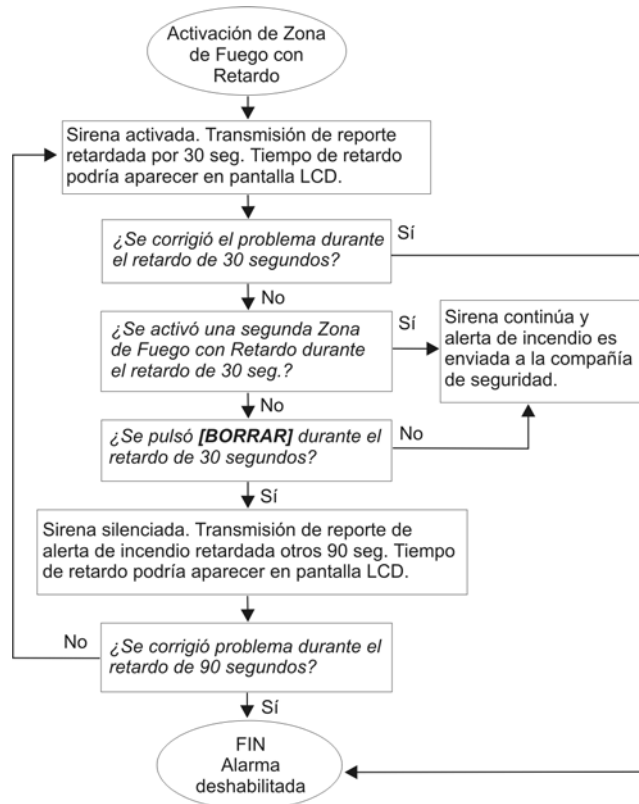 Activación de Zona
de Fuego con
Retardo
Sirena activada. Transmisión de reporte
retardada por 30 seg. Tiempo de retardo
podría aparecer en pantalla LCD.
¿Se corrigió el problema durante
el retardo de 30 segundos?
Sí
No
¿Se activó una segunda Zona
de Fuego con Retardo durante
el retardo de 30 seg.?
Sí
Sirena continúa y
alerta de incendio es
enviada a la compañía
de seguridad.
No
¿Se pulsó [BORRAR] durante el
retardo de 30 segundos?
No
Sí
Sirena silenciada. Transmisión de reporte de
alerta de incendio retardada otros 90 seg. Tiempo
de retardo podría aparecer en pantalla LCD.
No
¿Se corrigió problema durante el
retardo de 90 segundos?
Sí
FIN
Alarma
deshabilitada